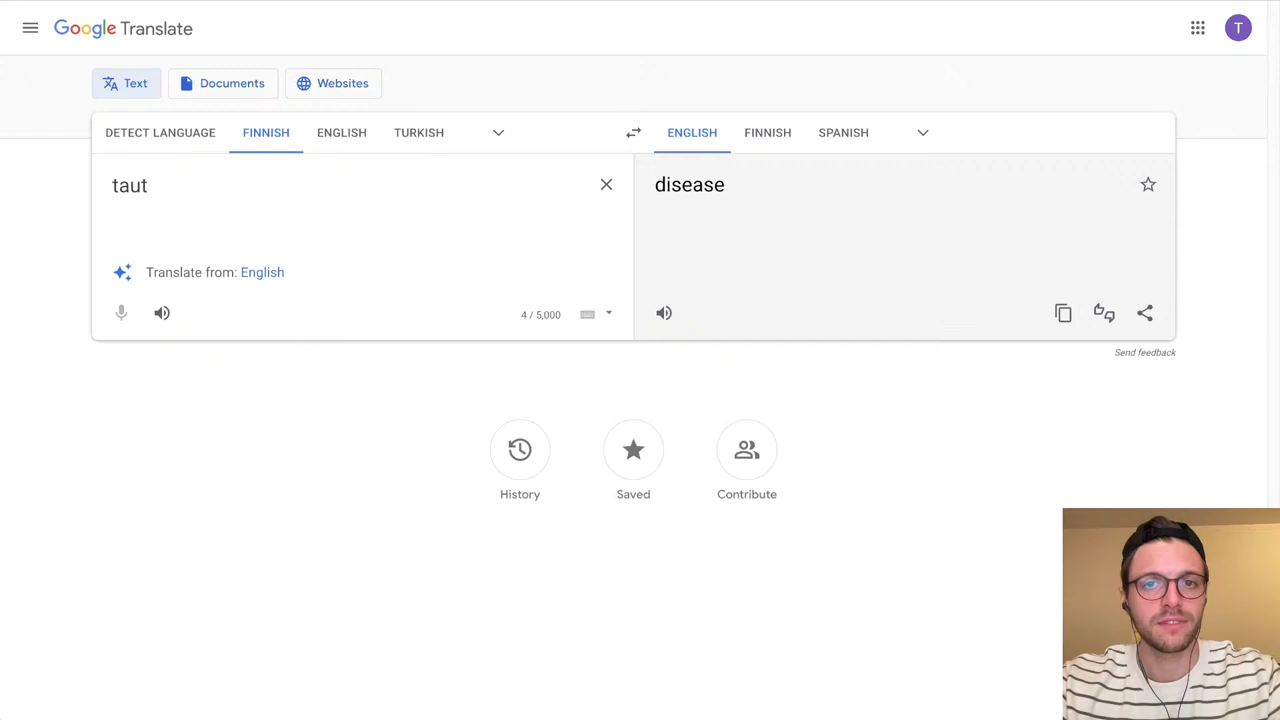 Google Translate
T
Text
Documents
Websites
DETECT LANGUAGE
FINNISH
ENGLISH
TURKISH
ENGLISH
FINNISH
SPANISH
taut
disease
Translate from: English
4 / 5,000
Send feedback
History
Saved
Contribute